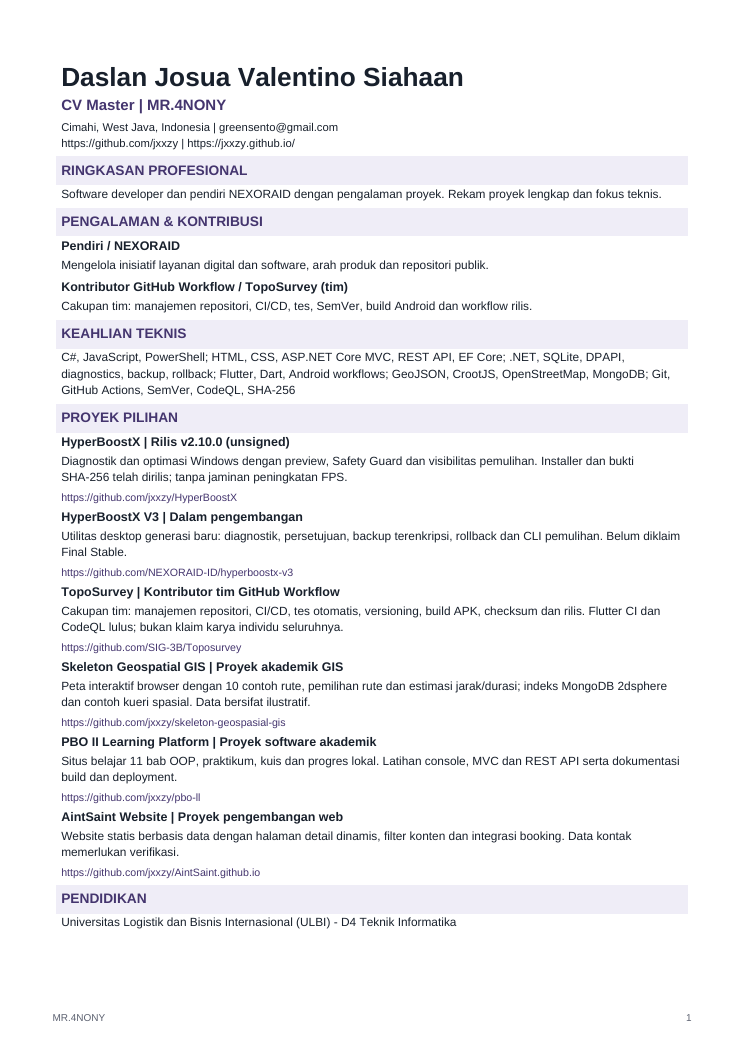 Daslan Josua Valentino Siahaan
CV Master | MR.4NONY
Cimahi, West Java, Indonesia | greensento@gmail.com
https://github.com/jxxzy | https://jxxzy.github.io/
RINGKASAN PROFESIONAL
Software developer dan pendiri NEXORAID dengan pengalaman proyek. Rekam proyek lengkap dan fokus teknis.
PENGALAMAN & KONTRIBUSI
Pendiri / NEXORAID
Mengelola inisiatif layanan digital dan software, arah produk dan repositori publik.
Kontributor GitHub Workflow / TopoSurvey (tim)
Cakupan tim: manajemen repositori, CI/CD, tes, SemVer, build Android dan workflow rilis.
KEAHLIAN TEKNIS
C#, JavaScript, PowerShell; HTML, CSS, ASP.NET Core MVC, REST API, EF Core; .NET, SQLite, DPAPI,
diagnostics, backup, rollback; Flutter, Dart, Android workflows; GeoJSON, CrootJS, OpenStreetMap, MongoDB; Git,
GitHub Actions, SemVer, CodeQL, SHA-256
PROYEK PILIHAN
HyperBoostX | Rilis v2.10.0 (unsigned)
Diagnostik dan optimasi Windows dengan preview, Safety Guard dan visibilitas pemulihan. Installer dan bukti
SHA-256 telah dirilis; tanpa jaminan peningkatan FPS.
https://github.com/jxxzy/HyperBoostX
HyperBoostX V3 | Dalam pengembangan
Utilitas desktop generasi baru: diagnostik, persetujuan, backup terenkripsi, rollback dan CLI pemulihan. Belum diklaim
Final Stable.
https://github.com/NEXORAID-ID/hyperboostx-v3
TopoSurvey | Kontributor tim GitHub Workflow
Cakupan tim: manajemen repositori, CI/CD, tes otomatis, versioning, build APK, checksum dan rilis. Flutter CI dan
CodeQL lulus; bukan klaim karya individu seluruhnya.
https://github.com/SIG-3B/Toposurvey
Skeleton Geospatial GIS | Proyek akademik GIS
Peta interaktif browser dengan 10 contoh rute, pemilihan rute dan estimasi jarak/durasi; indeks MongoDB 2dsphere
dan contoh kueri spasial. Data bersifat ilustratif.
https://github.com/jxxzy/skeleton-geospasial-gis
PBO II Learning Platform | Proyek software akademik
Situs belajar 11 bab OOP, praktikum, kuis dan progres lokal. Latihan console, MVC dan REST API serta dokumentasi
build dan deployment.
https://github.com/jxxzy/pbo-ll
AintSaint Website | Proyek pengembangan web
Website statis berbasis data dengan halaman detail dinamis, filter konten dan integrasi booking. Data kontak
memerlukan verifikasi.
https://github.com/jxxzy/AintSaint.github.io
PENDIDIKAN
Universitas Logistik dan Bisnis Internasional (ULBI) - D4 Teknik Informatika
MR.4NONY
1